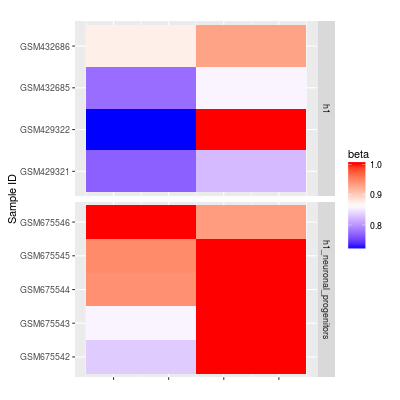 GSM432686
GSM432685
GSM429322
GSM429321
h1
GSM675546
GSM675545
GSM675544
GSM675543
GSM675542
h1_neuronal_progenitors
Sample ID
beta
1.0
0.9
0.8